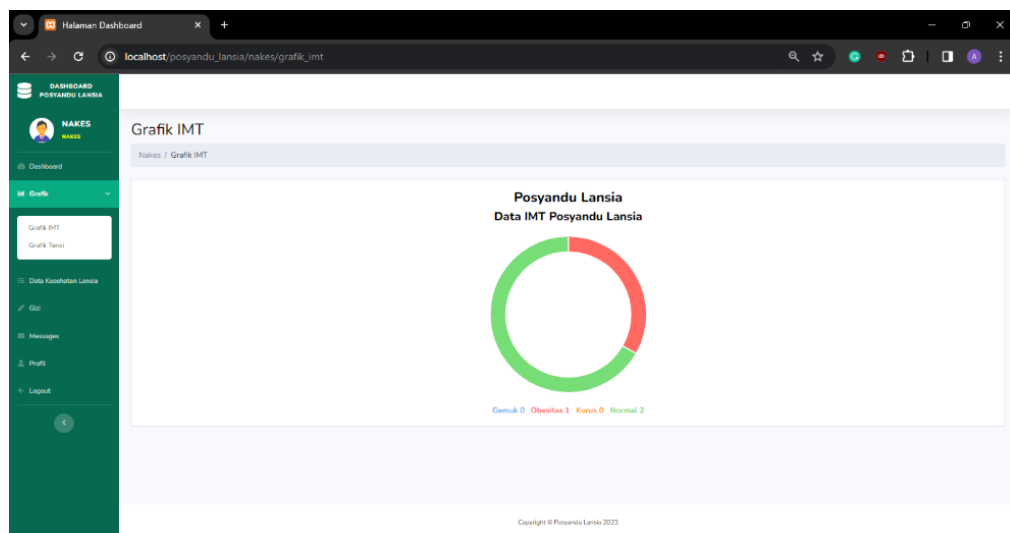 Halaman Dashboard
localhost/posyandu_lansia/nakes/grafik_imt
DASHBOARD
POSYANDU LANSIA
NAKES
NAKES
Dashboard
Grafik
Grafik IMT
Grafik Tensi
Data Kesehatan Lansia
Gizi
Messages
Profil
Logout
Grafik IMT
Nakes / Grafik IMT
Posyandu Lansia
Data IMT Posyandu Lansia
Gemuk 0 Obesitas 1 Kurus 0 Normal 2
Copyright © Posyandu Lansia 2023